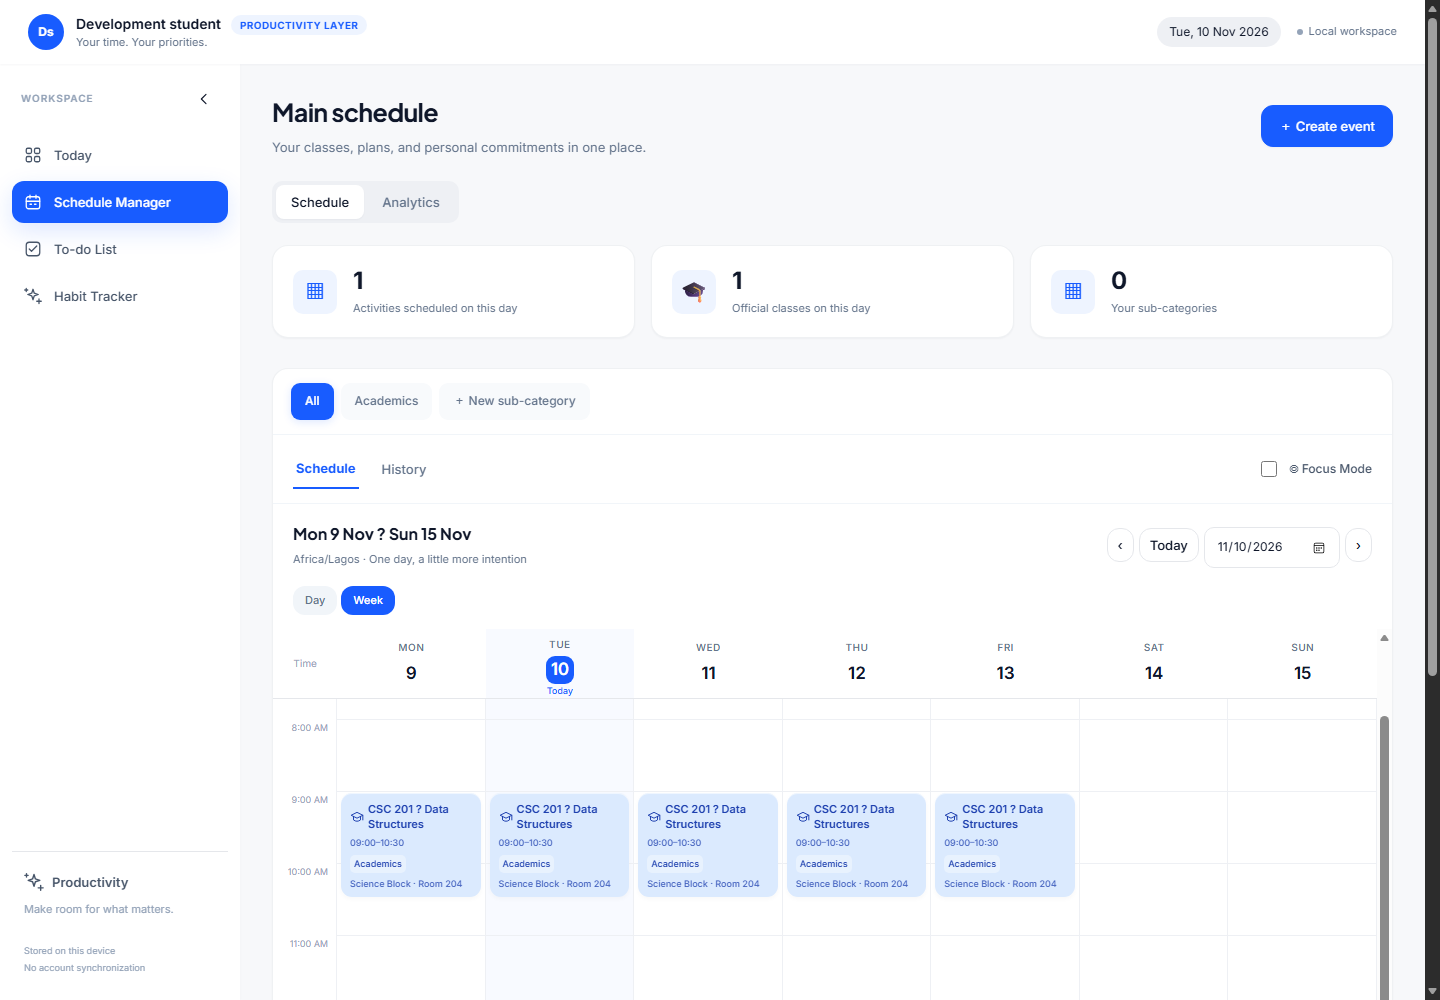 Ds
Development student
PRODUCTIVITY LAYER
Your time. Your priorities.
Tue, 10 Nov 2026
Local workspace
WORKSPACE
Today
Schedule Manager
To-do List
Habit Tracker
Productivity
Make room for what matters.
Stored on this device
No account synchronization
Main schedule
Your classes, plans, and personal commitments in one place.
+ Create event
Schedule
Analytics
1
Activities scheduled on this day
1
Official classes on this day
0
Your sub-categories
All
Academics
+ New sub-category
Schedule
History
Focus Mode
Mon 9 Nov ? Sun 15 Nov
Africa/Lagos · One day, a little more intention
‹
Today
11/10/2026
›
Day
Week
Time
MON
9
TUE
10
Today
WED
11
THU
12
FRI
13
SAT
14
SUN
15
8:00 AM
9:00 AM
10:00 AM
11:00 AM
CSC 201 ? Data
Structures
09:00–10:30
Academics
Science Block · Room 204
CSC 201 ? Data
Structures
09:00–10:30
Academics
Science Block · Room 204
CSC 201 ? Data
Structures
09:00–10:30
Academics
Science Block · Room 204
CSC 201 ? Data
Structures
09:00–10:30
Academics
Science Block · Room 204
CSC 201 ? Data
Structures
09:00–10:30
Academics
Science Block · Room 204